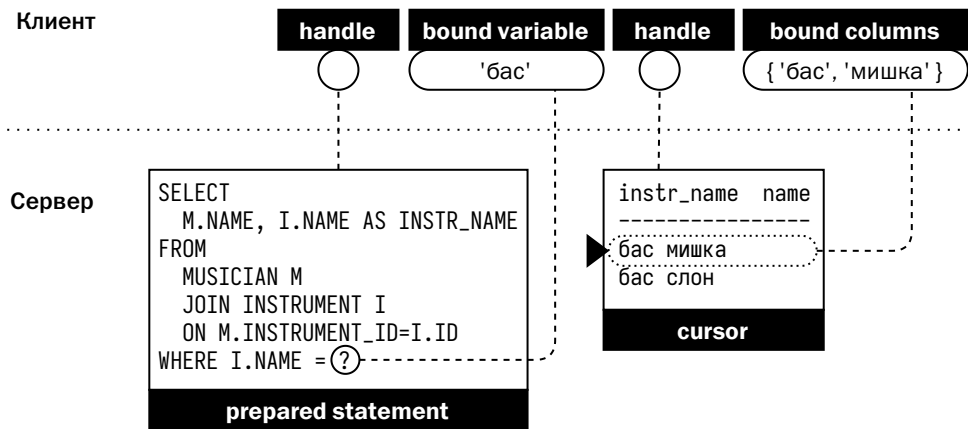 Клиент
handle bound variable handle bound columns
'бас' { 'бас', 'мишка' }
Сервер
SELECT
M.NAME, I.NAME AS INSTR_NAME
FROM
MUSICIAN M
JOIN INSTRUMENT I
ON M.INSTRUMENT_ID=I.ID
WHERE I.NAME = ?
prepared statement
instr_name name
----------------
бас мишка
бас слон
cursor